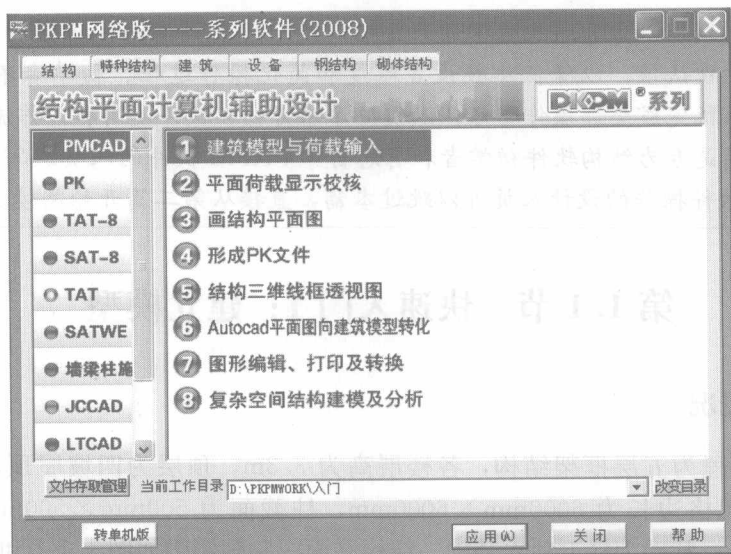 PKPM网络版----系列软件(2008)
结构 特种结构 建筑 设备 钢结构 砌体结构
结构平面计算机辅助设计
PKPM®系列
PMCAD
PK
TAT-8
SAT-8
TAT
SATWE
墙梁柱施
JCCAD
LTCAD
1 建筑模型与荷载输入
2 平面荷载显示校核
3 画结构平面图
4 形成PK文件
5 结构三维线框透视图
6 Autocad平面图向建筑模型转化
7 图形编辑、打印及转换
8 复杂空间结构建模及分析
文件存取管理 当前工作目录 D:\PKPMWORK\入门 改变目录
转单机版 应用(A) 关闭 帮助